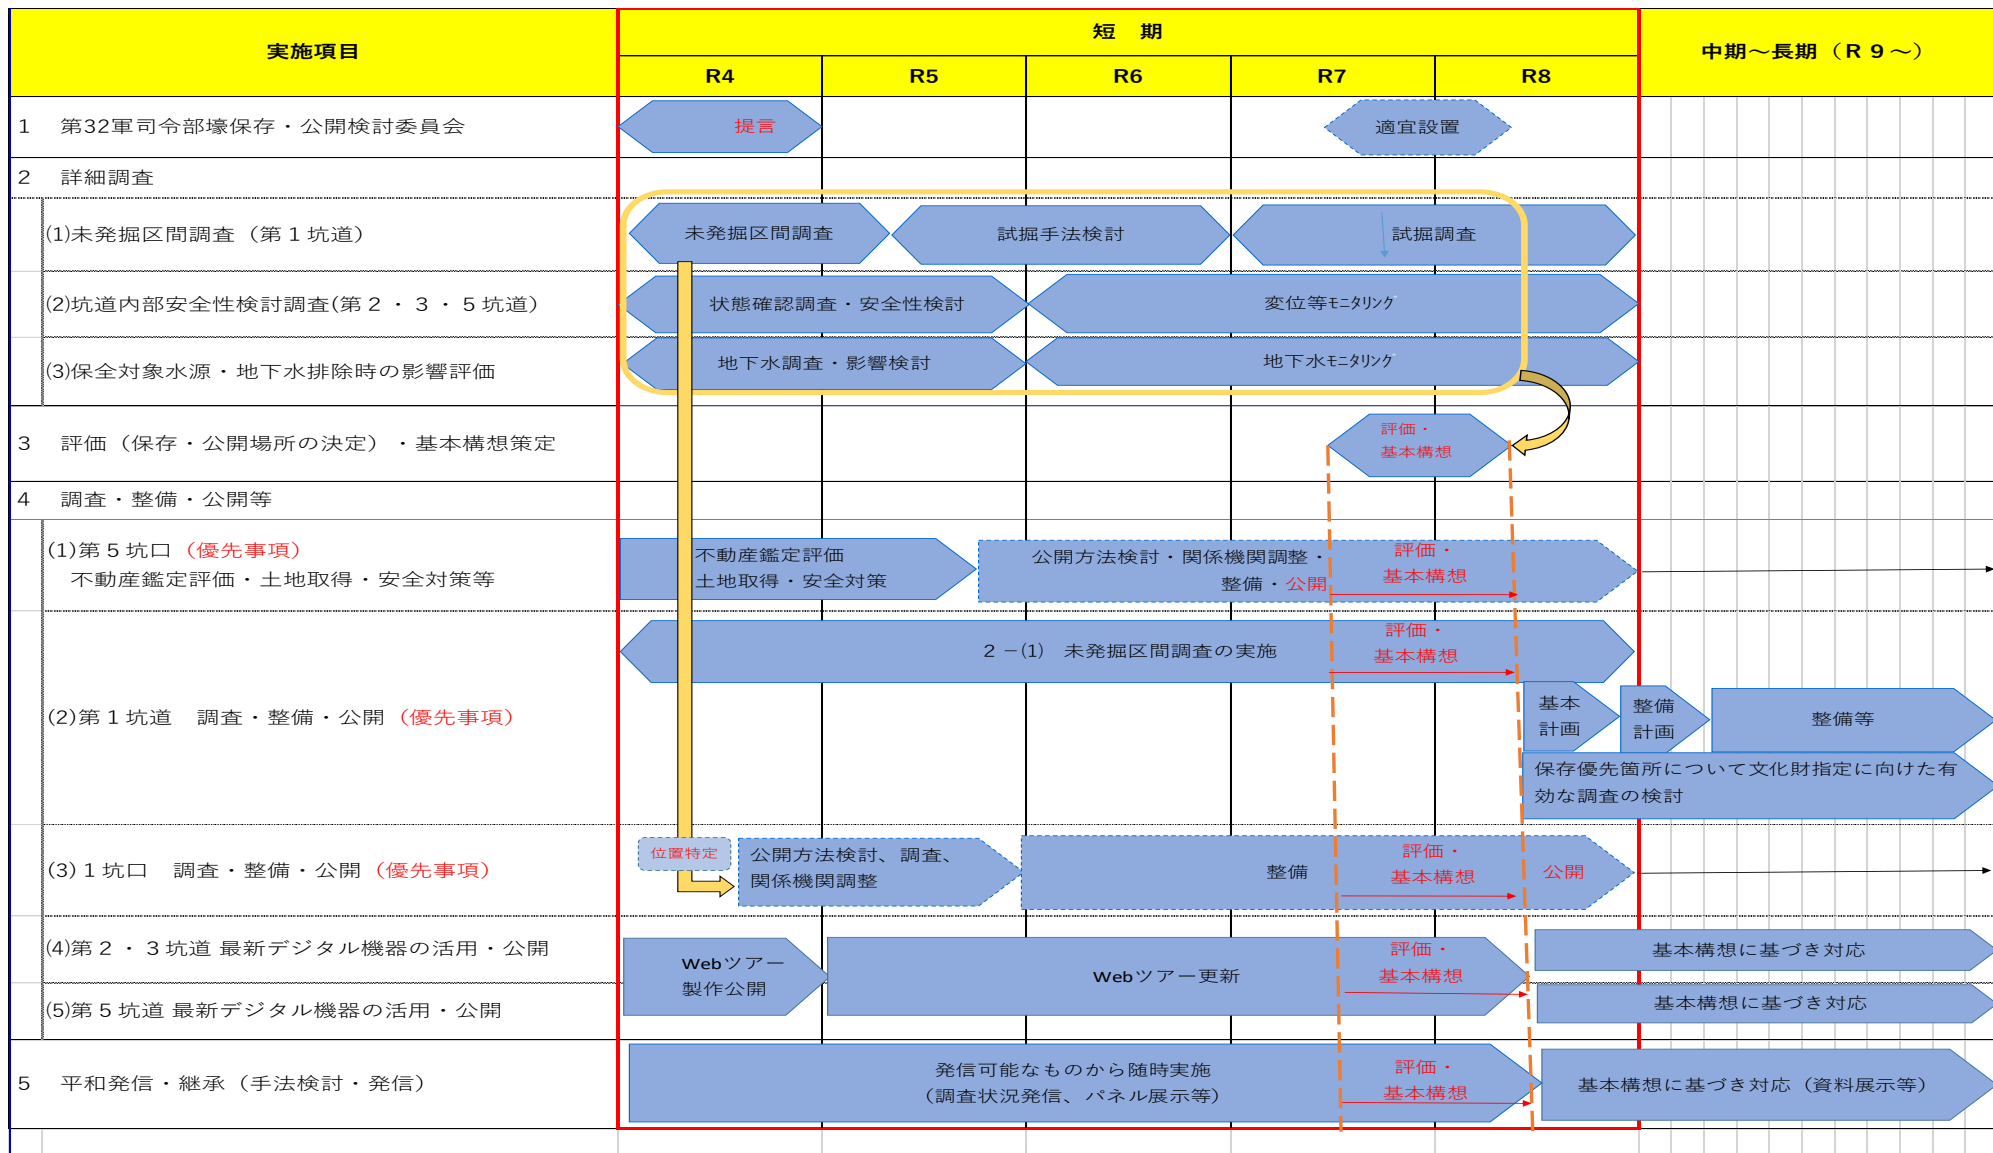 実施項目
短　期
中期～長期（R９～）
R4
R5
R6
R7
R8
1　第32軍司令部壕保存・公開検討委員会
提言
適宜設置
2　詳細調査
(1)未発掘区間調査（第１坑道）
未発掘区間調査
試掘手法検討
試掘調査
(2)坑道内部安全性検討調査(第２・３・５坑道）
状態確認調査・安全性検討
変位等ﾓﾆﾀﾘﾝｸﾞ
(3)保全対象水源・地下水排除時の影響評価
地下水調査・影響検討
地下水ﾓﾆﾀﾘﾝｸﾞ
3　評価（保存・公開場所の決定）・基本構想策定
評価・
基本構想
4　調査・整備・公開等
(1)第５坑口（優先事項）
不動産鑑定評価・土地取得・安全対策等
不動産鑑定評価
土地取得・安全対策
公開方法検討・関係機関調整・
整備・公開
評価・
基本構想
(2)第１坑道　調査・整備・公開（優先事項）
２－(1)　未発掘区間調査の実施
評価・
基本構想
基本
計画
整備
計画
整備等
保存優先箇所について文化財指定に向けた有
効な調査の検討
(3)１坑口　調査・整備・公開（優先事項）
位置特定
公開方法検討、調査、
関係機関調整
整備
評価・
基本構想
公開
(4)第２・３坑道 最新デジタル機器の活用・公開
Webツアー
製作公開
Webツアー更新
評価・
基本構想
基本構想に基づき対応
(5)第５坑道 最新デジタル機器の活用・公開
基本構想に基づき対応
5　平和発信・継承（手法検討・発信）
発信可能なものから随時実施
（調査状況発信、パネル展示等）
評価・
基本構想
基本構想に基づき対応（資料展示等）